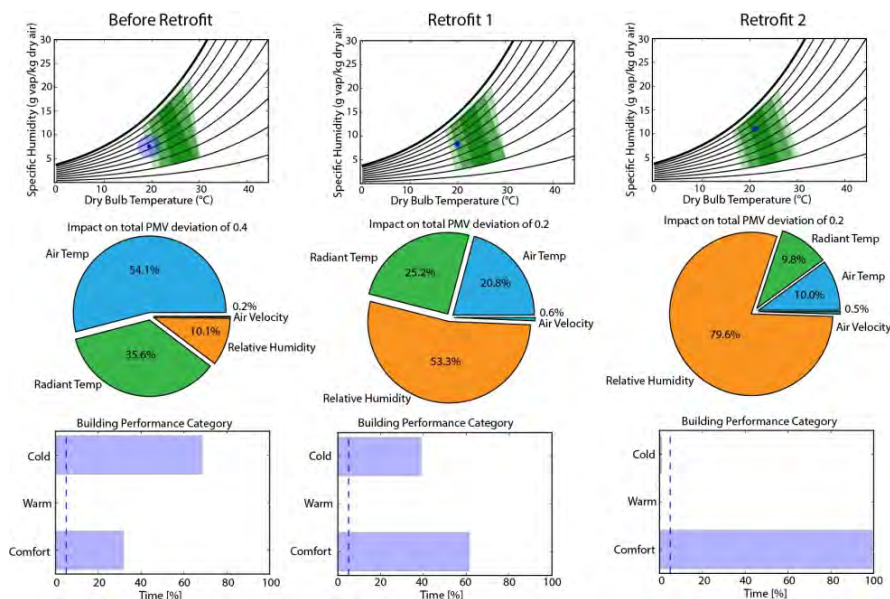 Before Retrofit
Retrofit 1
Retrofit 2
Specific Humidity (g vap/kg dry air)
30
25
20
15
10
5
0
10
20
30
40
Dry Bulb Temperature (°C)
Specific Humidity (g vap/kg dry air)
30
25
20
15
10
5
0
10
20
30
40
Dry Bulb Temperature (°C)
Specific Humidity (g vap/kg dry air)
30
25
20
15
10
5
0
10
20
30
40
Dry Bulb Temperature (°C)
Impact on total PMV deviation of 0.4
Air Temp
54.1%
0.2%
Air Velocity
10.1%
Relative Humidity
35.6%
Radiant Temp
Impact on total PMV deviation of 0.2
Radiant Temp
25.2%
Air Temp
20.8%
0.6%
Air Velocity
53.3%
Relative Humidity
Impact on total PMV deviation of 0.2
Radiant Temp
9.8%
Air Temp
10.0%
0.5%
Air Velocity
79.6%
Relative Humidity
Building Performance Category
Cold
Warm
Comfort
0
20
40
60
80
100
Time [%]
Building Performance Category
Cold
Warm
Comfort
0
20
40
60
80
100
Time [%]
Building Performance Category
Cold
Warm
Comfort
0
20
40
60
80
100
Time [%]